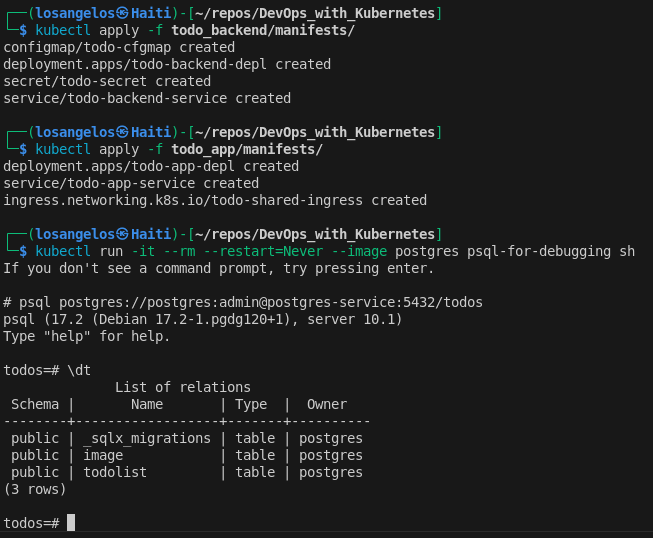 ┌──(losangelos㉿Haiti)-[~/repos/DevOps_with_Kubernetes]
└─$ kubectl apply -f todo_backend/manifests/
configmap/todo-cfgmap created
deployment.apps/todo-backend-depl created
secret/todo-secret created
service/todo-backend-service created

┌──(losangelos㉿Haiti)-[~/repos/DevOps_with_Kubernetes]
└─$ kubectl apply -f todo_app/manifests/
deployment.apps/todo-app-depl created
service/todo-app-service created
ingress.networking.k8s.io/todo-shared-ingress created

┌──(losangelos㉿Haiti)-[~/repos/DevOps_with_Kubernetes]
└─$ kubectl run -it --rm --restart=Never --image postgres psql-for-debugging sh
If you don't see a command prompt, try pressing enter.

# psql postgres://postgres:admin@postgres-service:5432/todos
psql (17.2 (Debian 17.2-1.pgdg120+1), server 10.1)
Type "help" for help.

todos=# \dt
              List of relations
 Schema |       Name       | Type  |  Owner
--------+------------------+-------+----------
 public | _sqlx_migrations | table | postgres
 public | image            | table | postgres
 public | todolist         | table | postgres
(3 rows)

todos=#